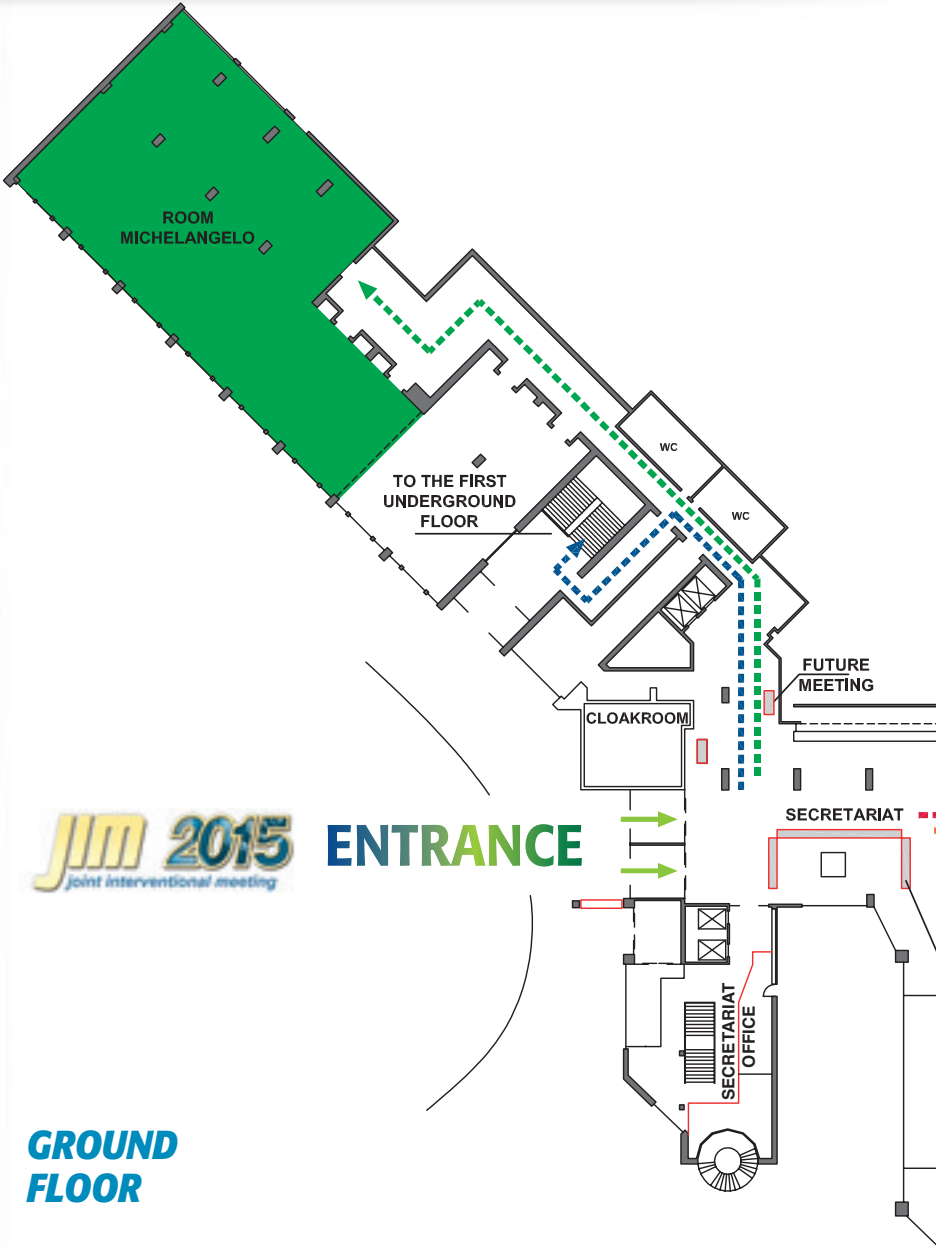 ROOM
MICHELANGELO
WC
WC
TO THE FIRST
UNDERGROUND
FLOOR
FUTURE
MEETING
CLOAKROOM
SECRETARIAT
JIM 2015
joint interventional meeting
ENTRANCE
SECRETARIAT
OFFICE
GROUND
FLOOR